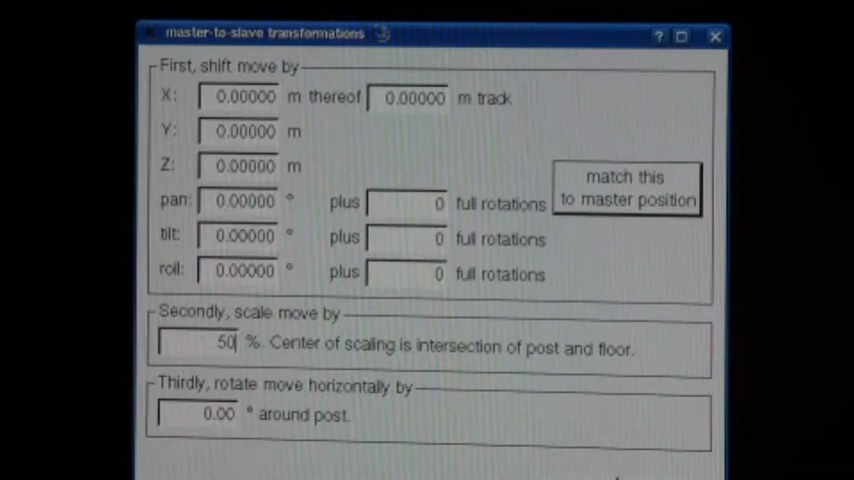 master-to-slave transformations
First, shift move by
X: 0.00000 m thereof 0.00000 m track
Y: 0.00000 m
Z: 0.00000 m
match this
to master position
pan: 0.00000 ° plus 0 full rotations
tilt: 0.00000 ° plus 0 full rotations
roll: 0.00000 ° plus 0 full rotations
Secondly, scale move by
50 %. Center of scaling is intersection of post and floor.
Thirdly, rotate move horizontally by
0.00 ° around post.